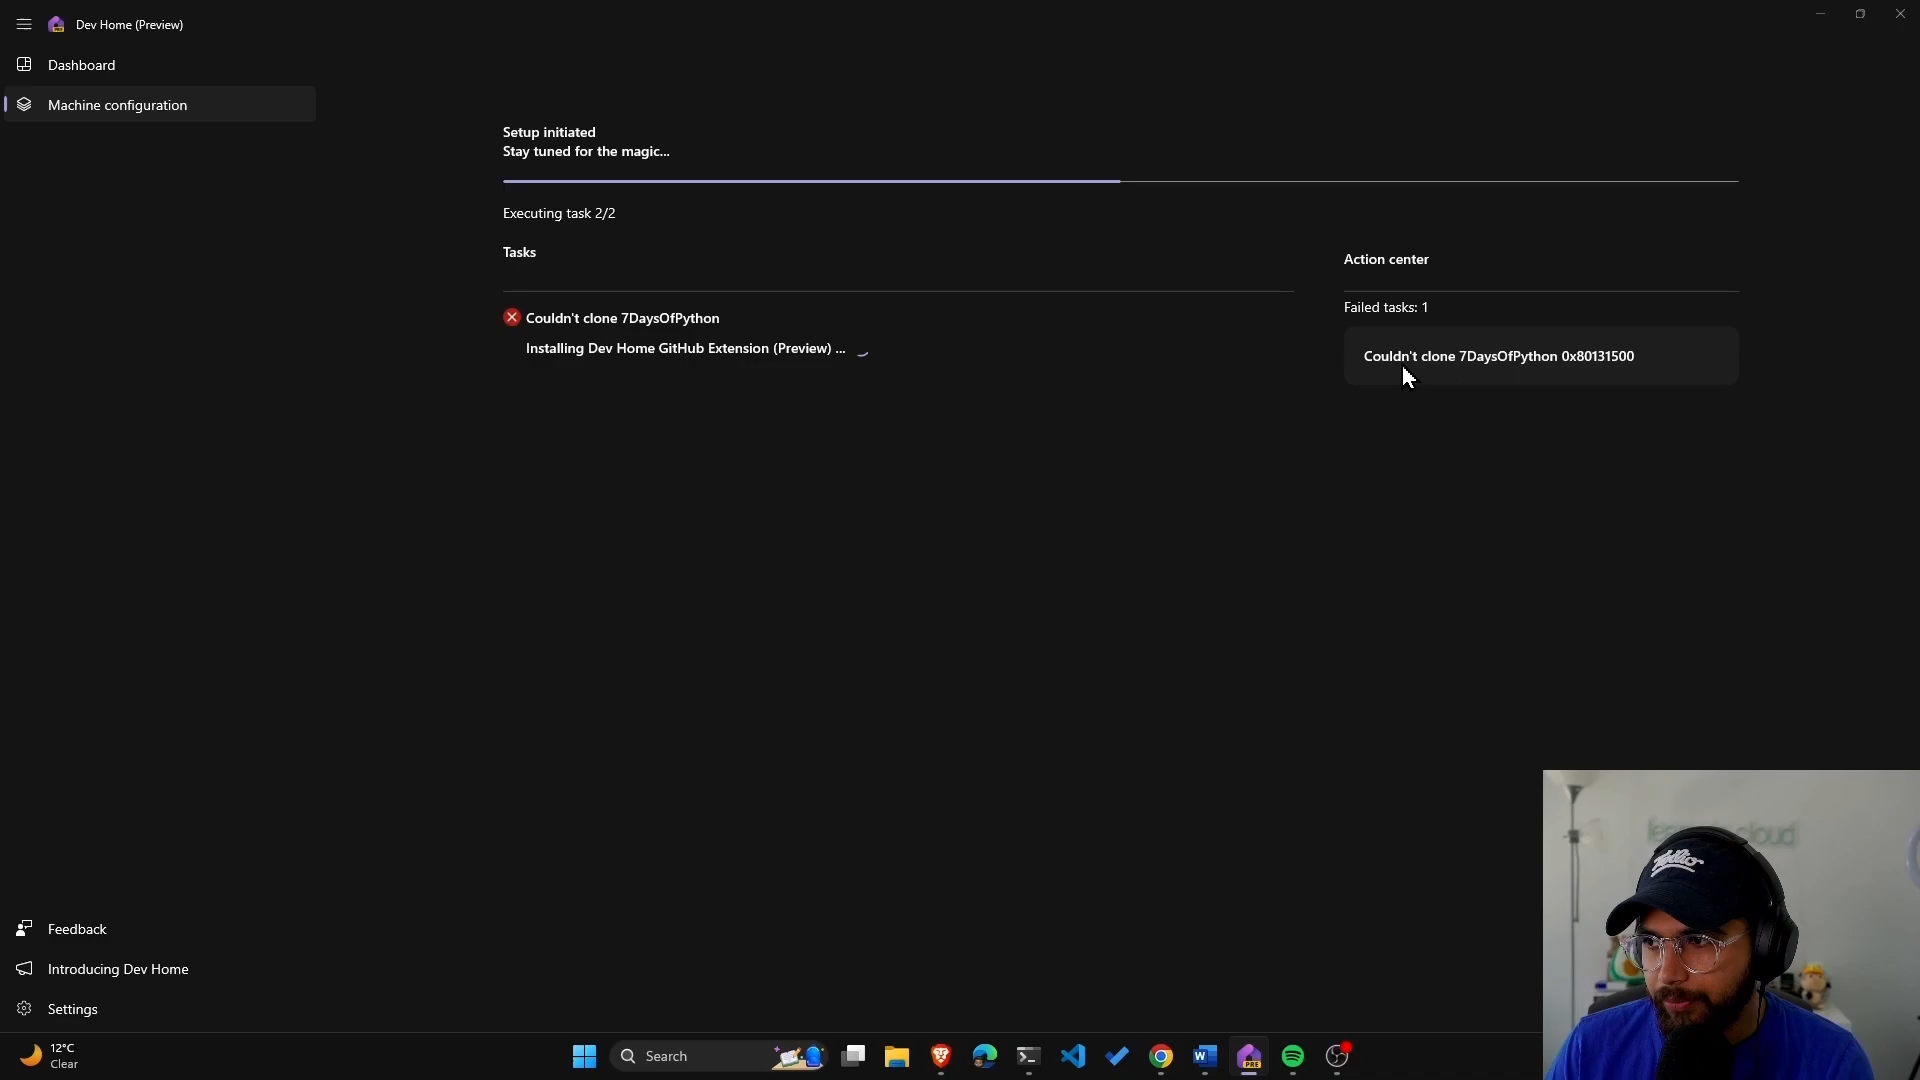 Dev Home (Preview)
Dashboard
Machine configuration
Setup initiated
Stay tuned for the magic...
Executing task 2/2
Tasks
Action center
Failed tasks: 1
Couldn't clone 7DaysOfPython
Couldn't clone 7DaysOfPython 0x80131500
Installing Dev Home GitHub Extension (Preview) ...
Feedback
Introducing Dev Home
Settings
12°C
Clear
Search
PRE